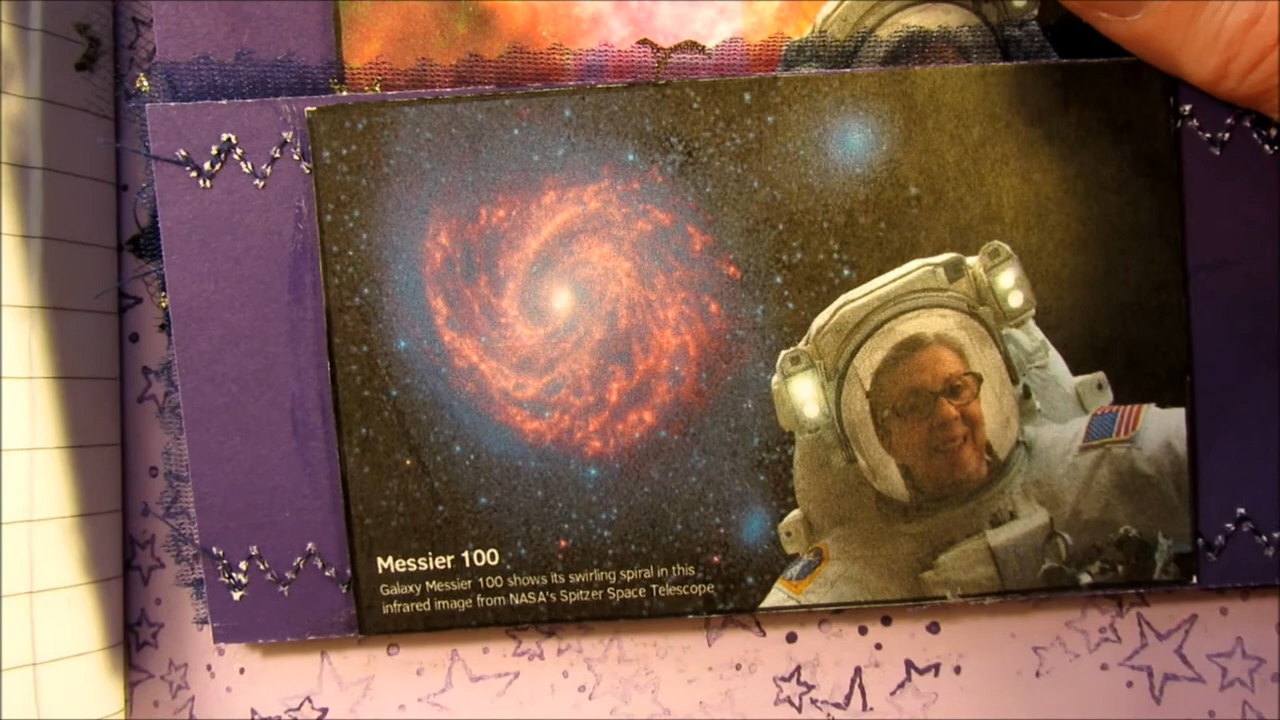 Messier 100
Galaxy Messier 100 shows its swirling spiral in this
infrared image from NASA's Spitzer Space Telescope